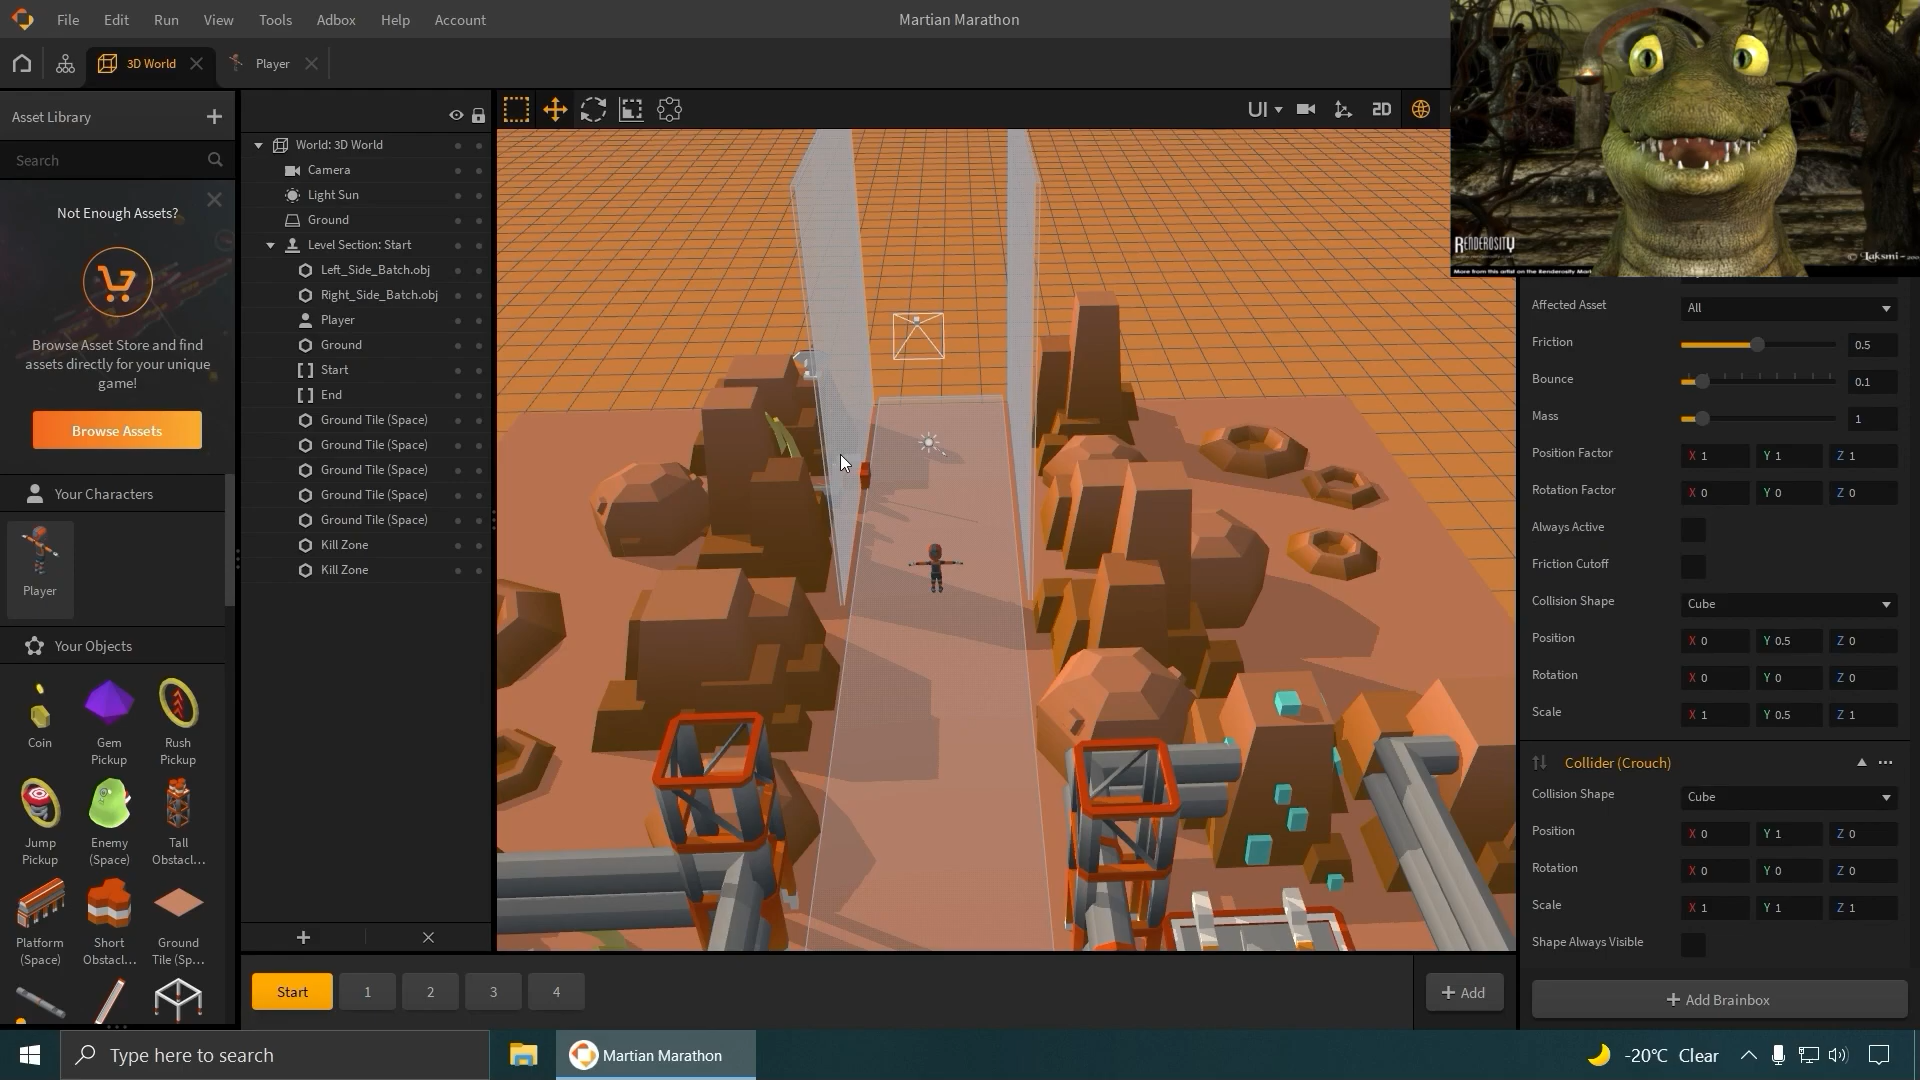 File Edit Run View Tools Adbox Help Account
Martian Marathon
3D World
Player
Asset Library
Search
Not Enough Assets?
Browse Asset Store and find
assets directly for your unique
game!
Browse Assets
Your Characters
Player
Your Objects
Coin
Gem
Pickup
Rush
Pickup
Jump
Pickup
Enemy
(Space)
Tall
Obstacl...
Platform
(Space)
Short
Obstacl...
Ground
Tile (Sp...
World: 3D World
Camera
Light Sun
Ground
Level Section: Start
Left_Side_Batch.obj
Right_Side_Batch.obj
Player
Ground
Start
End
Ground Tile (Space)
Ground Tile (Space)
Ground Tile (Space)
Ground Tile (Space)
Ground Tile (Space)
Kill Zone
Kill Zone
UI
2D
Start 1 2 3 4
+ Add
RENDEROSITY
More from this artist on the Renderosity Mark
Affected Asset All
Friction 0.5
Bounce 0.1
Mass 1
Position Factor X 1 Y 1 Z 1
Rotation Factor X 0 Y 0 Z 0
Always Active
Friction Cutoff
Collision Shape Cube
Position X 0 Y 0.5 Z 0
Rotation X 0 Y 0 Z 0
Scale X 1 Y 0.5 Z 1
Collider (Crouch)
Collision Shape Cube
Position X 0 Y 1 Z 0
Rotation X 0 Y 0 Z 0
Scale X 1 Y 1 Z 1
Shape Always Visible
+ Add Brainbox
Type here to search
Martian Marathon
-20°C Clear